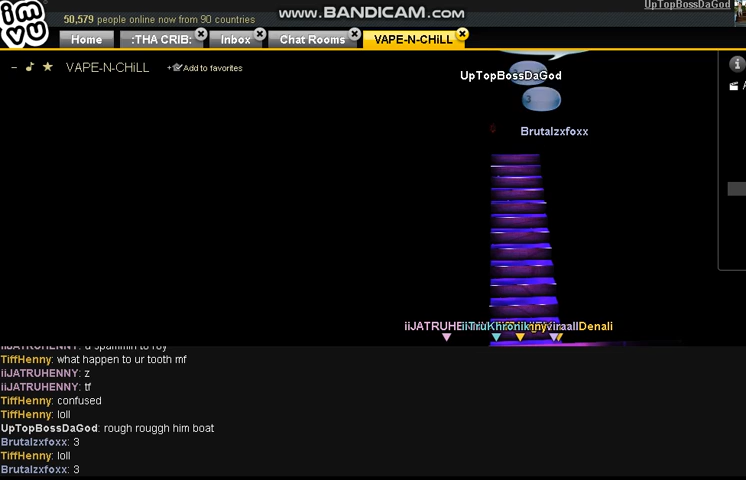 UpTopBossDaGod
WWW.BANDICAM.COM
50,579 people online now from 90 countries
imvu
Home
:THA CRIB:
Inbox
Chat Rooms
VAPE-N-CHiLL
VAPE-N-CHiLL
+ Add to favorites
UpTopBossDaGod
3
Brutalzxfoxx
Denali
TiffHenny: what happen to ur tooth mf
iiJATRUHENNY: z
iiJATRUHENNY: tf
TiffHenny: confused
TiffHenny: loll
UpTopBossDaGod: rough rouggh him boat
Brutalzxfoxx: 3
TiffHenny: loll
Brutalzxfoxx: 3